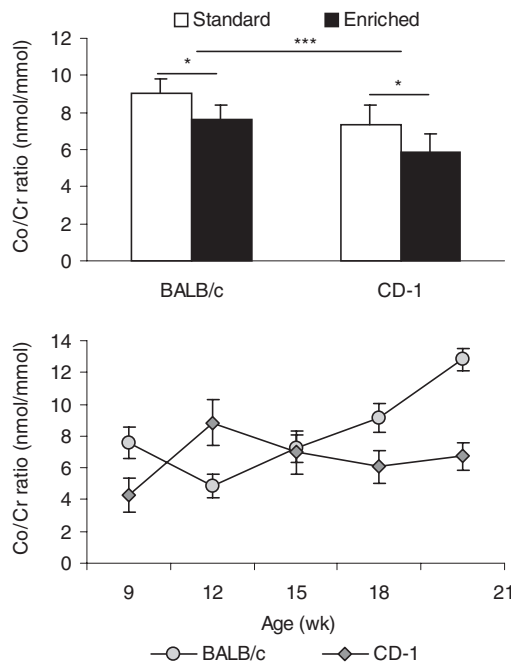 Standard Enriched
***
*
*
12
10
8
6
4
2
0
Co/Cr ratio (nmol/mmol)
BALB/c CD-1
14
12
10
8
6
4
2
0
Co/Cr ratio (nmol/mmol)
9 12 15 18 21
Age (wk)
BALB/c CD-1